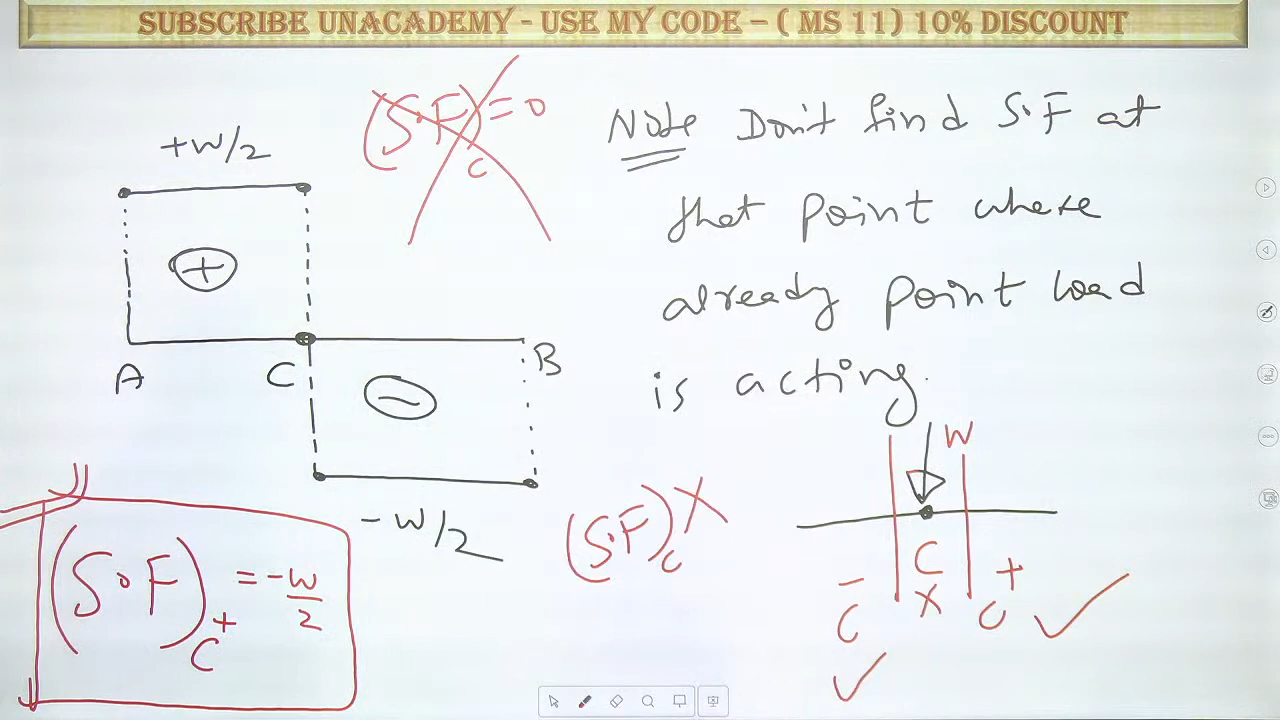 SUBSCRIBE UNACADEMY - USE MY CODE – ( MS 11) 10% DISCOUNT
(S.F)C = 0
+W/2
+
A
C
B
-
- W/2
(S.F)C+ = -W/2
Note Don't find S.F at
that point where
already point load
is acting.
W
(S.F)C X
C- C C+
X